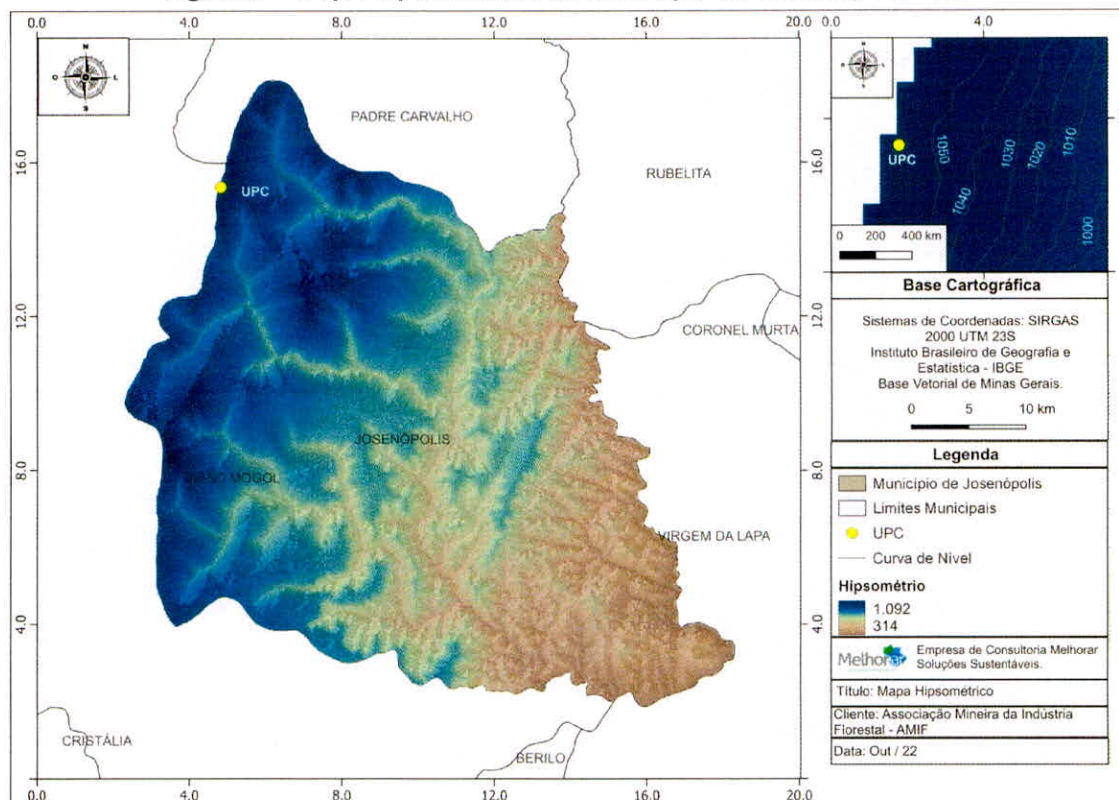 0.0 4.0 8.0 12.0 16.0 20.0
N
O L
S
PADRE CARVALHO
RUBELITA
UPC
CORONEL MURTA
JOSENÓPOLIS
MOGOL
VIRGEM DA LAPA
CRISTÁLIA
BERILO
16.0
12.0
8.0
4.0
16.0
12.0
8.0
4.0
0.0 4.0 8.0 12.0 16.0 20.0
0.0 4.0
UPC
1050
1040
1030
1020
1010
1000
16.0
0 200 400 km
Base Cartográfica
Sistemas de Coordenadas: SIRGAS
2000 UTM 23S
Instituto Brasileiro de Geografia e
Estatística - IBGE
Base Vetorial de Minas Gerais.
0 5 10 km
Legenda
Município de Josenópolis
Limites Municipais
UPC
Curva de Nível
Hipsométrio
1.092
314
Melhorar
Empresa de Consultoria Melhorar
Soluções Sustentáveis.
Título: Mapa Hipsométrico
Cliente: Associação Mineira da Indústria
Florestal - AMIF
Data: Out / 22